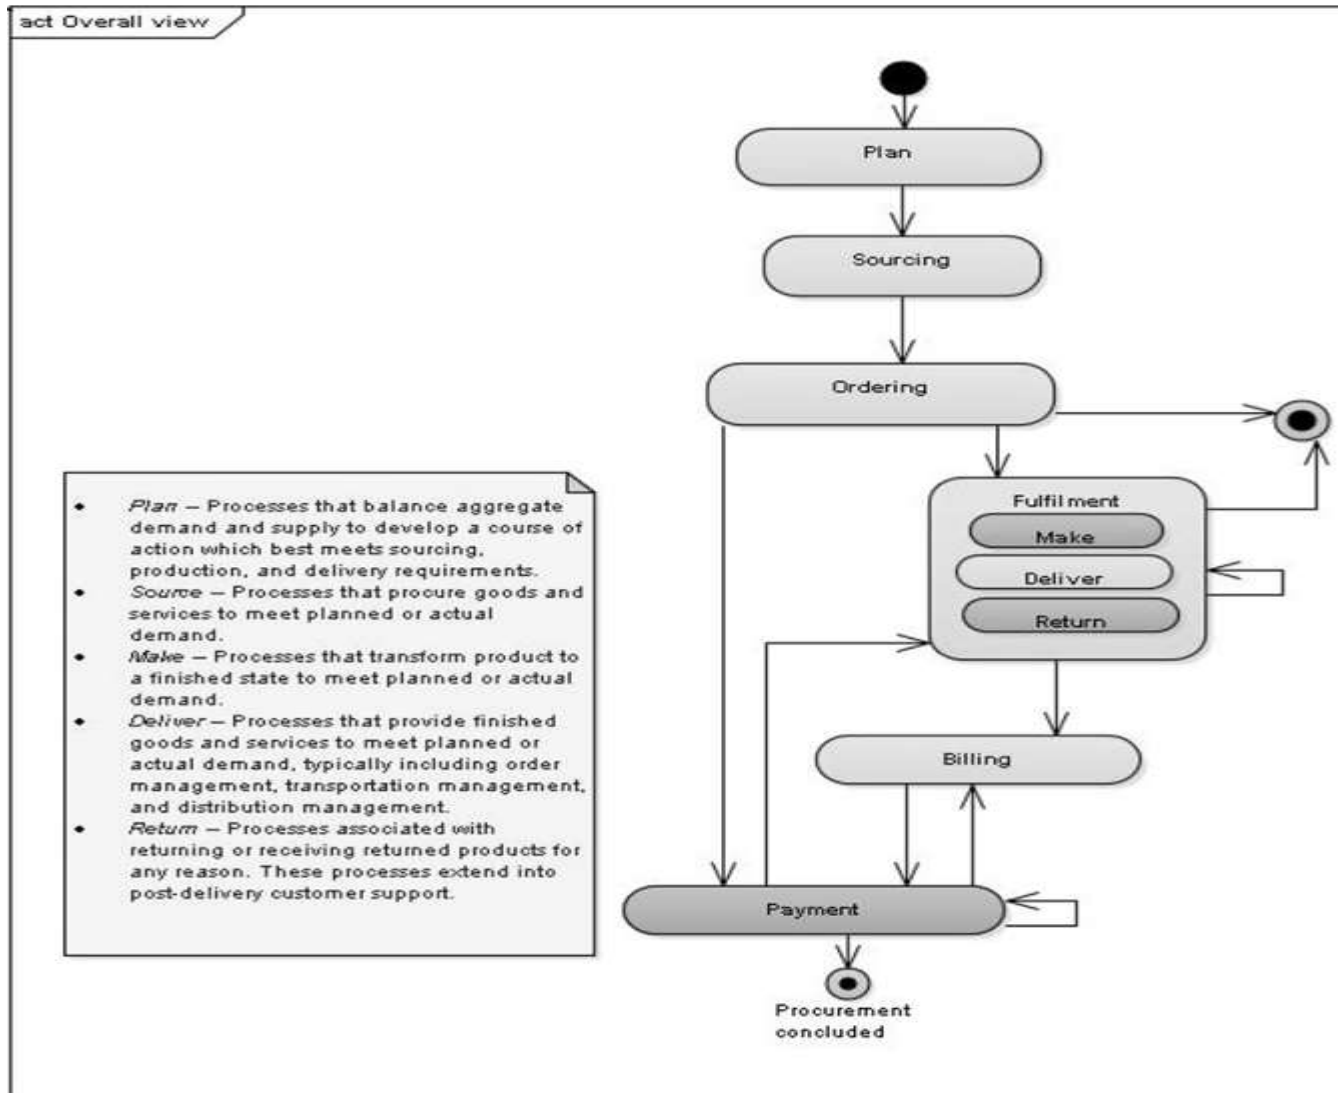 act Overall view
Plan
Sourcing
Ordering
Fulfilment
Make
Deliver
Return
Billing
Payment
Procurement
concluded
• Plan – Processes that balance aggregate
demand and supply to develop a course of
action which best meets sourcing,
production, and delivery requirements.
• Source – Processes that procure goods and
services to meet planned or actual
demand.
• Make – Processes that transform product to
a finished state to meet planned or actual
demand.
• Deliver – Processes that provide finished
goods and services to meet planned or
actual demand, typically including order
management, transportation management,
and distribution management.
• Return – Processes associated with
returning or receiving returned products for
any reason. These processes extend into
post-delivery customer support.